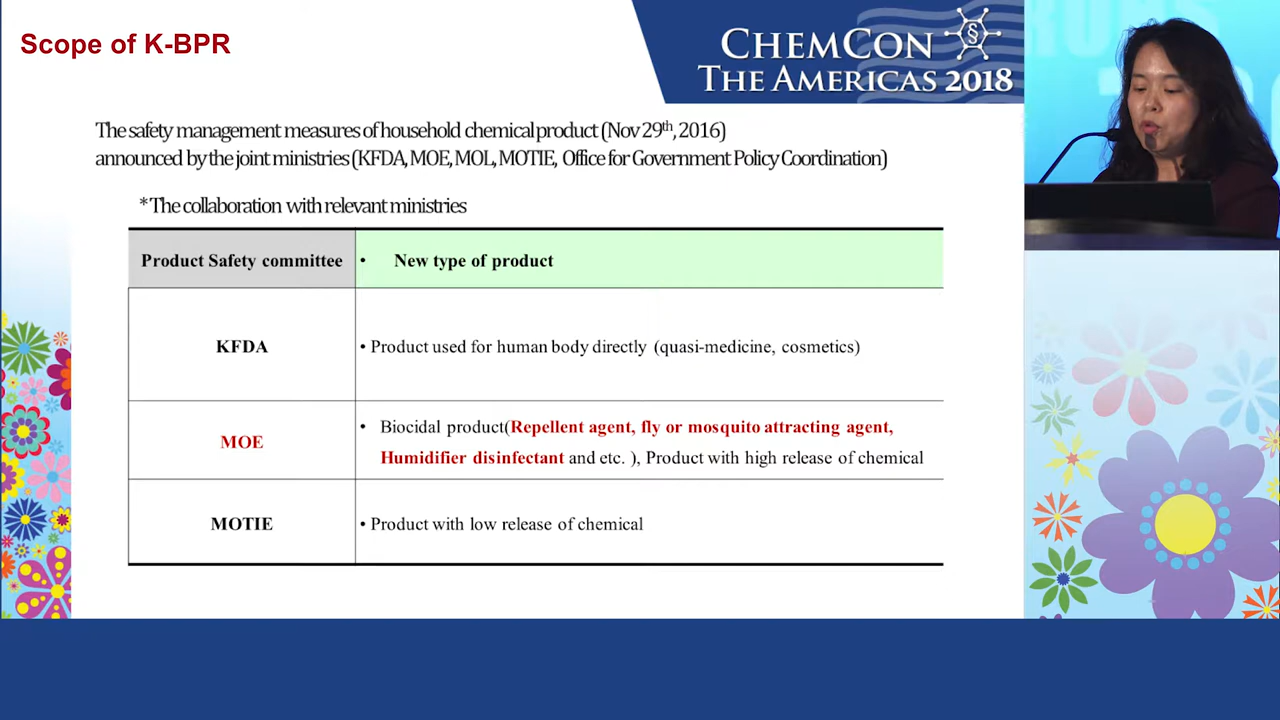 Scope of K-BPR
CHEMCON
THE AMERICAS 2018
§
The safety management measures of household chemical product (Nov 29th, 2016)
announced by the joint ministries (KFDA, MOE, MOL, MOTIE, Office for Government Policy Coordination)
* The collaboration with relevant ministries
Product Safety committee
• New type of product
KFDA
• Product used for human body directly (quasi-medicine, cosmetics)
MOE
• Biocidal product(Repellent agent, fly or mosquito attracting agent,
Humidifier disinfectant and etc. ), Product with high release of chemical
MOTIE
• Product with low release of chemical